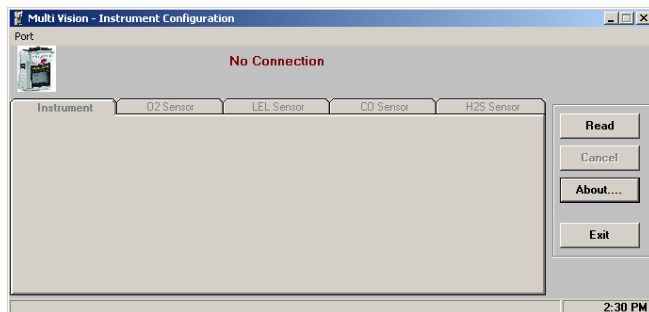 Multi Vision - Instrument Configuration
Port
No Connection
Instrument O2 Sensor LEL Sensor CO Sensor H2S Sensor
Read
Cancel
About....
Exit
2:30 PM